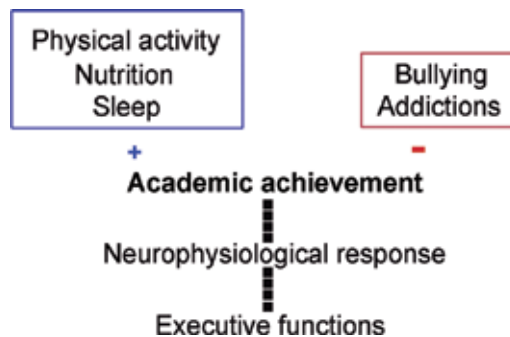 Physical activity
Nutrition
Sleep
Bullying
Addictions
+
-
Academic achievement
Neurophysiological response
Executive functions